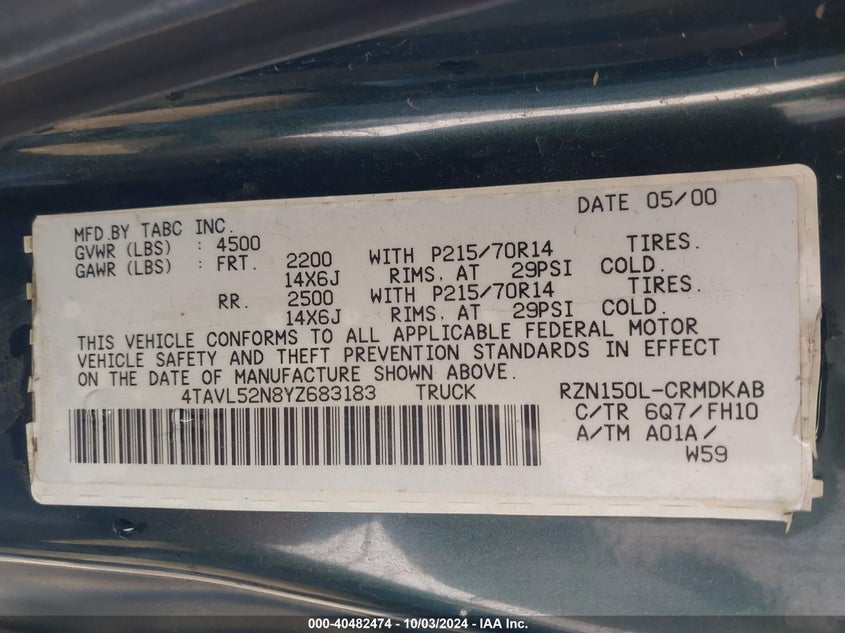 DATE 05/00
MFD.BY TABC INC.
GVWR (LBS) : 4500
GAWR (LBS) : FRT. 2200 WITH P215/70R14 TIRES.
14X6J RIMS. AT 29PSI COLD.
RR. 2500 WITH P215/70R14 TIRES.
14X6J RIMS. AT 29PSI COLD.
THIS VEHICLE CONFORMS TO ALL APPLICABLE FEDERAL MOTOR
VEHICLE SAFETY AND THEFT PREVENTION STANDARDS IN EFFECT
ON THE DATE OF MANUFACTURE SHOWN ABOVE.
4TAVL52N8YZ683183 TRUCK RZN150L-CRMDKAB
C/TR 6Q7/FH10
A/TM A01A/
W59
000-40482474 - 10/03/2024 - IAA Inc.